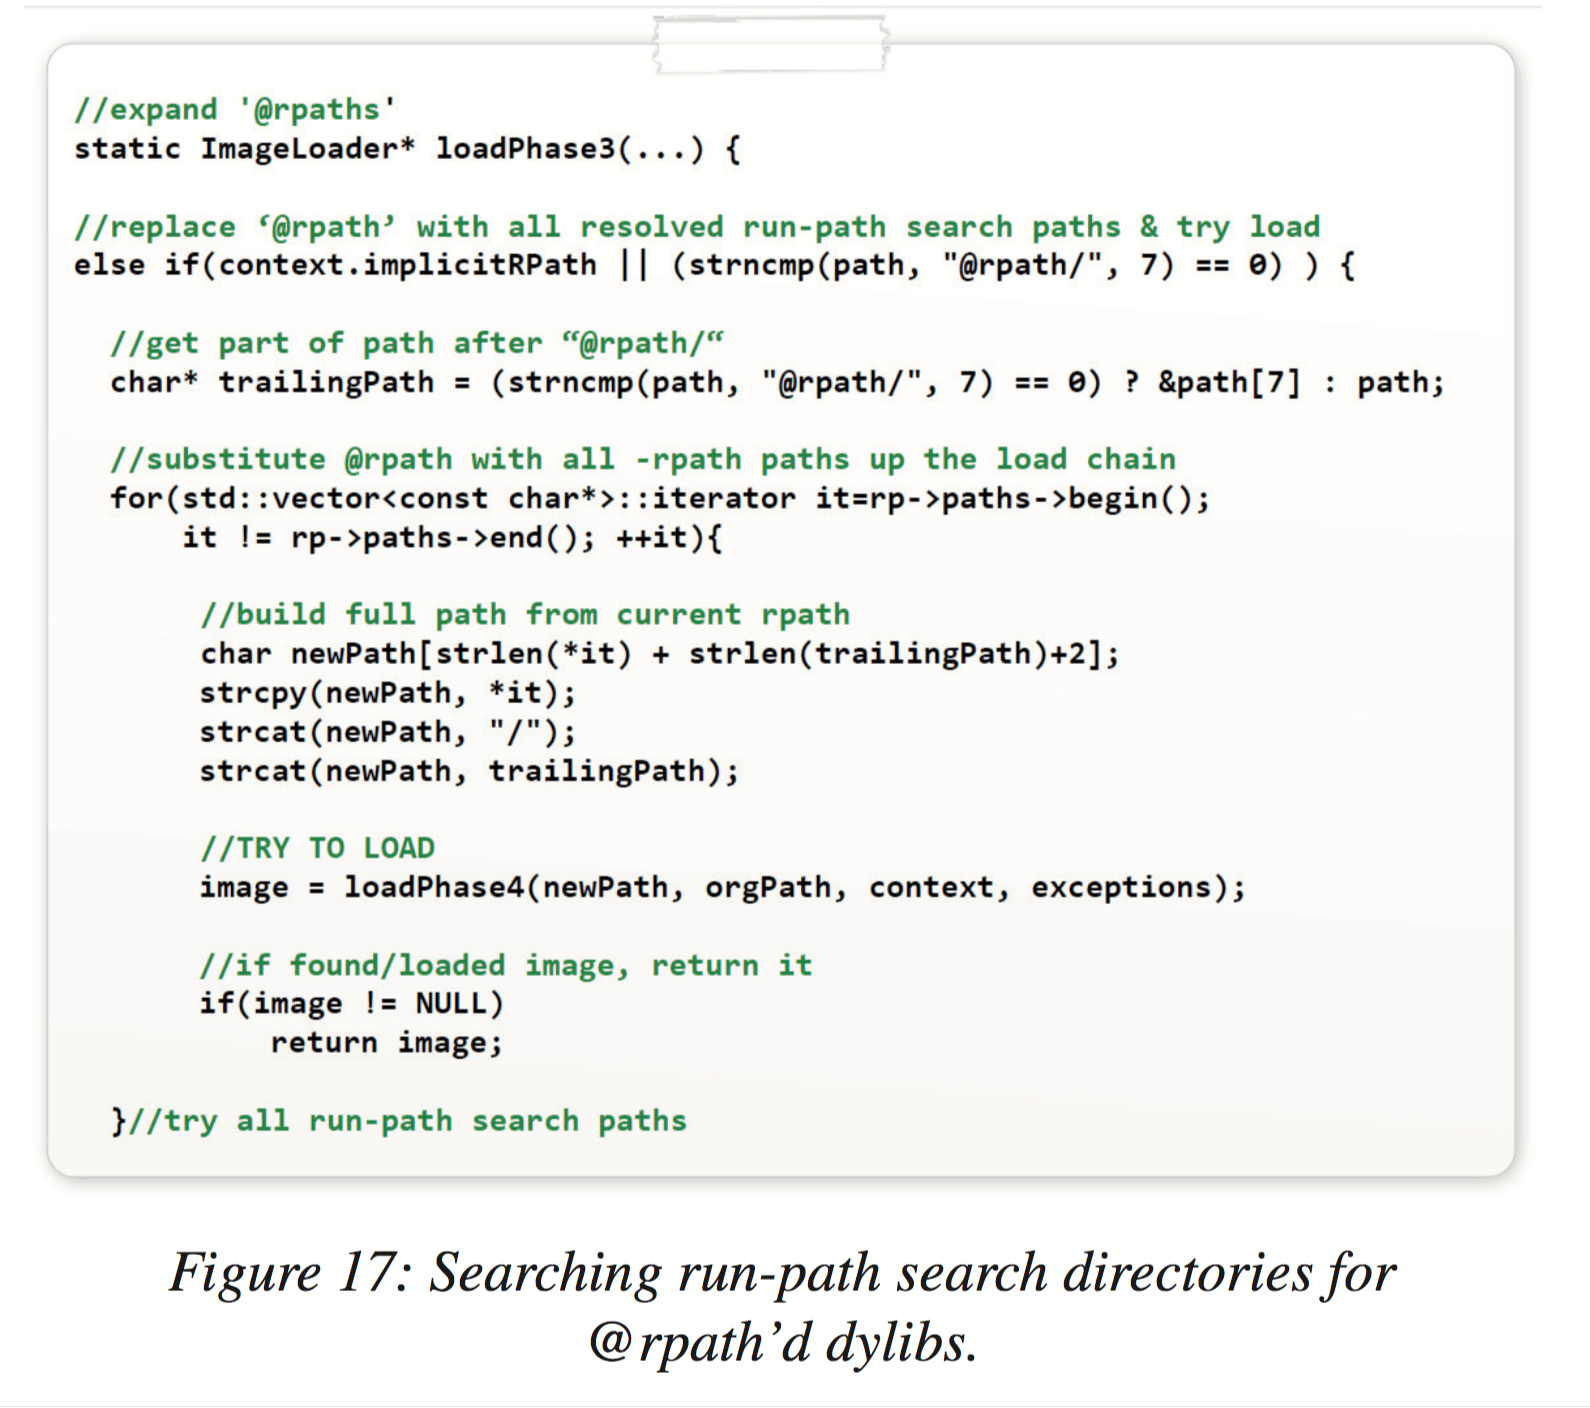 //expand '@rpaths'
static ImageLoader* loadPhase3(...) {
//replace ‘@rpath’ with all resolved run-path search paths & try load
else if(context.implicitRPath || (strncmp(path, "@rpath/", 7) == 0) ) {
//get part of path after “@rpath/“
char* trailingPath = (strncmp(path, "@rpath/", 7) == 0) ? &path[7] : path;
//substitute @rpath with all -rpath paths up the load chain
for(std::vector<const char*>::iterator it=rp->paths->begin();
it != rp->paths->end(); ++it){
//build full path from current rpath
char newPath[strlen(*it) + strlen(trailingPath)+2];
strcpy(newPath, *it);
strcat(newPath, "/");
strcat(newPath, trailingPath);
//TRY TO LOAD
image = loadPhase4(newPath, orgPath, context, exceptions);
//if found/loaded image, return it
if(image != NULL)
return image;
}//try all run-path search paths
Figure 17: Searching run-path search directories for
@rpath’d dylibs.